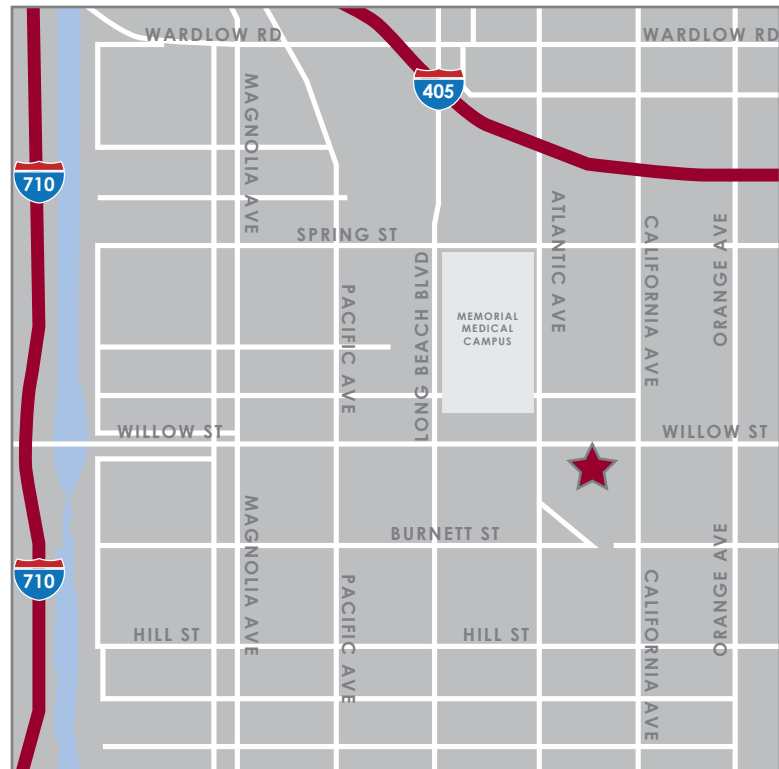 WARDLOW RD
WARDLOW RD
MAGNOLIA AVE
405
710
ATLANTIC AVE
CALIFORNIA AVE
ORANGE AVE
SPRING ST
LONG BEACH BLVD
PACIFIC AVE
MEMORIAL
MEDICAL
CAMPUS
WILLOW ST
WILLOW ST
MAGNOLIA AVE
BURNETT ST
ORANGE AVE
710
PACIFIC AVE
CALIFORNIA AVE
HILL ST
HILL ST